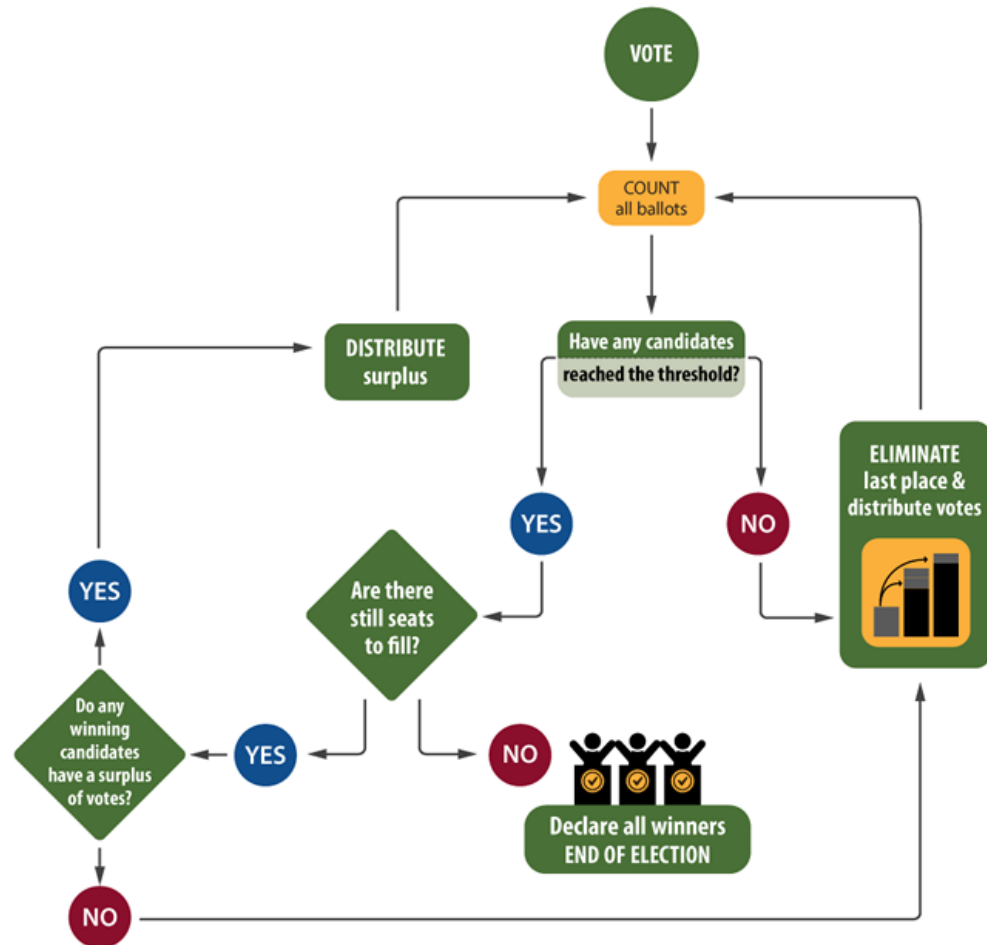 VOTE
COUNT
all ballots
DISTRIBUTE
surplus
Have any candidates
reached the threshold?
ELIMINATE
last place &
distribute votes
YES
NO
Are there
still seats
to fill?
YES
Do any
winning
candidates
have a surplus
of votes?
YES
NO
Declare all winners
END OF ELECTION
NO